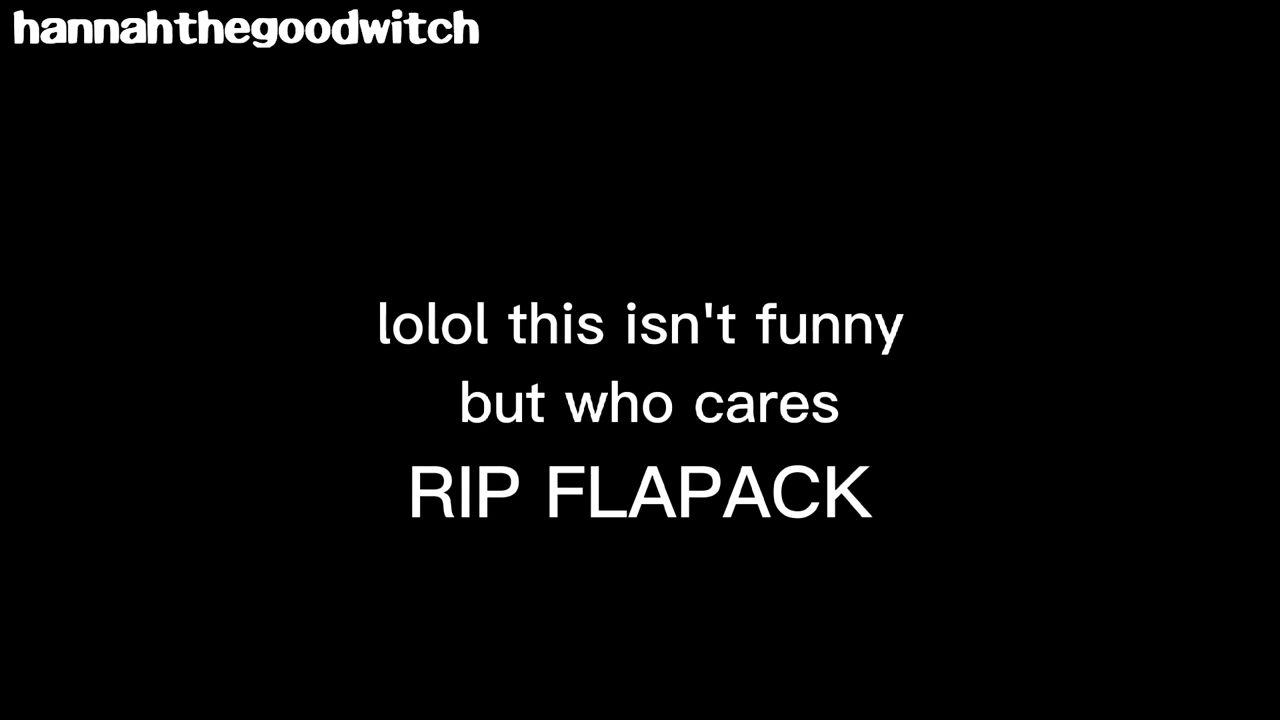 hannahthegoodwitch
lolol this isn't funny
but who cares
RIP FLAPACK